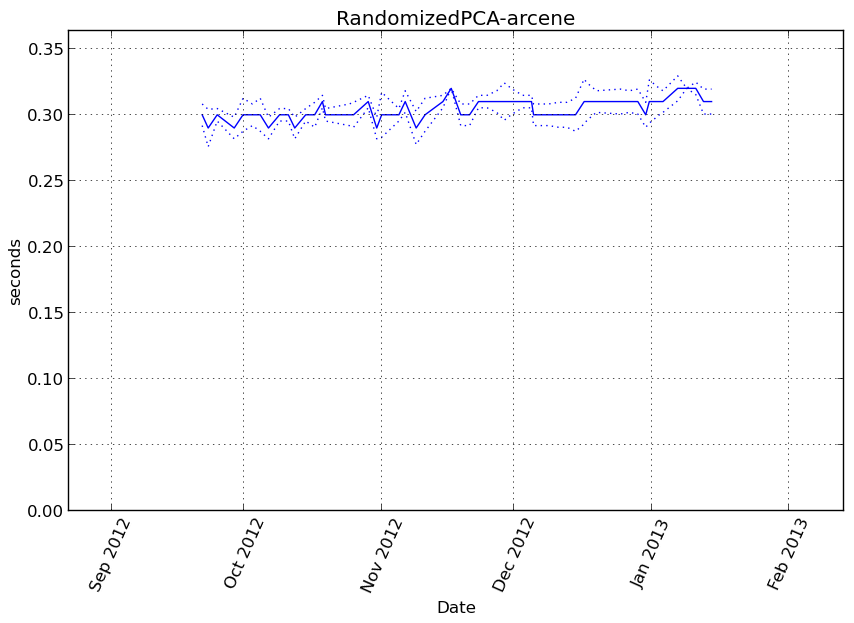 RandomizedPCA-arcene
0.35
0.30
0.25
0.20
0.15
0.10
0.05
0.00
seconds
Sep 2012
Oct 2012
Nov 2012
Dec 2012
Jan 2013
Feb 2013
Date